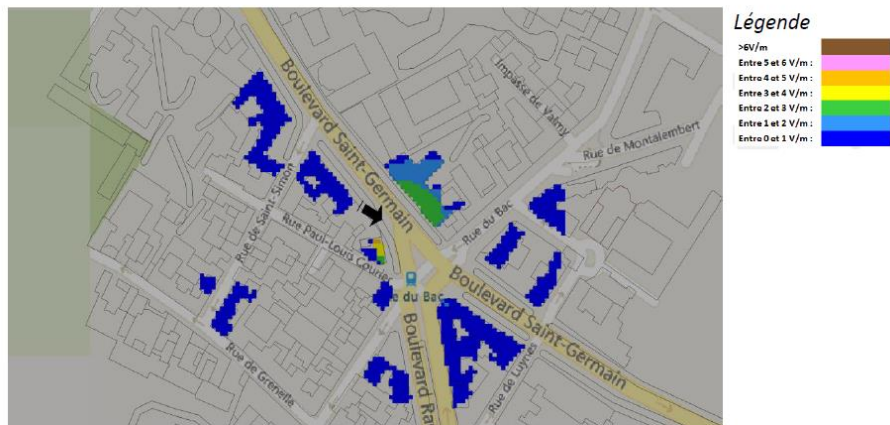 Légende
>6V/m
Entre 5 et 6 V/m :
Entre 4 et 5 V/m :
Entre 3 et 4 V/m :
Entre 2 et 3 V/m :
Entre 1 et 2 V/m :
Entre 0 et 1 V/m :
Boulevard Saint-Germain
Impasse de Valmy
Rue de Montalembert
Rue de Saint-Simon
Rue du Bac
Rue Paul-Louis Courier
e du Bac
Boulevard Saint-Germain
Boulevard Ra
Rue de Luynes
Rue de Grenelle